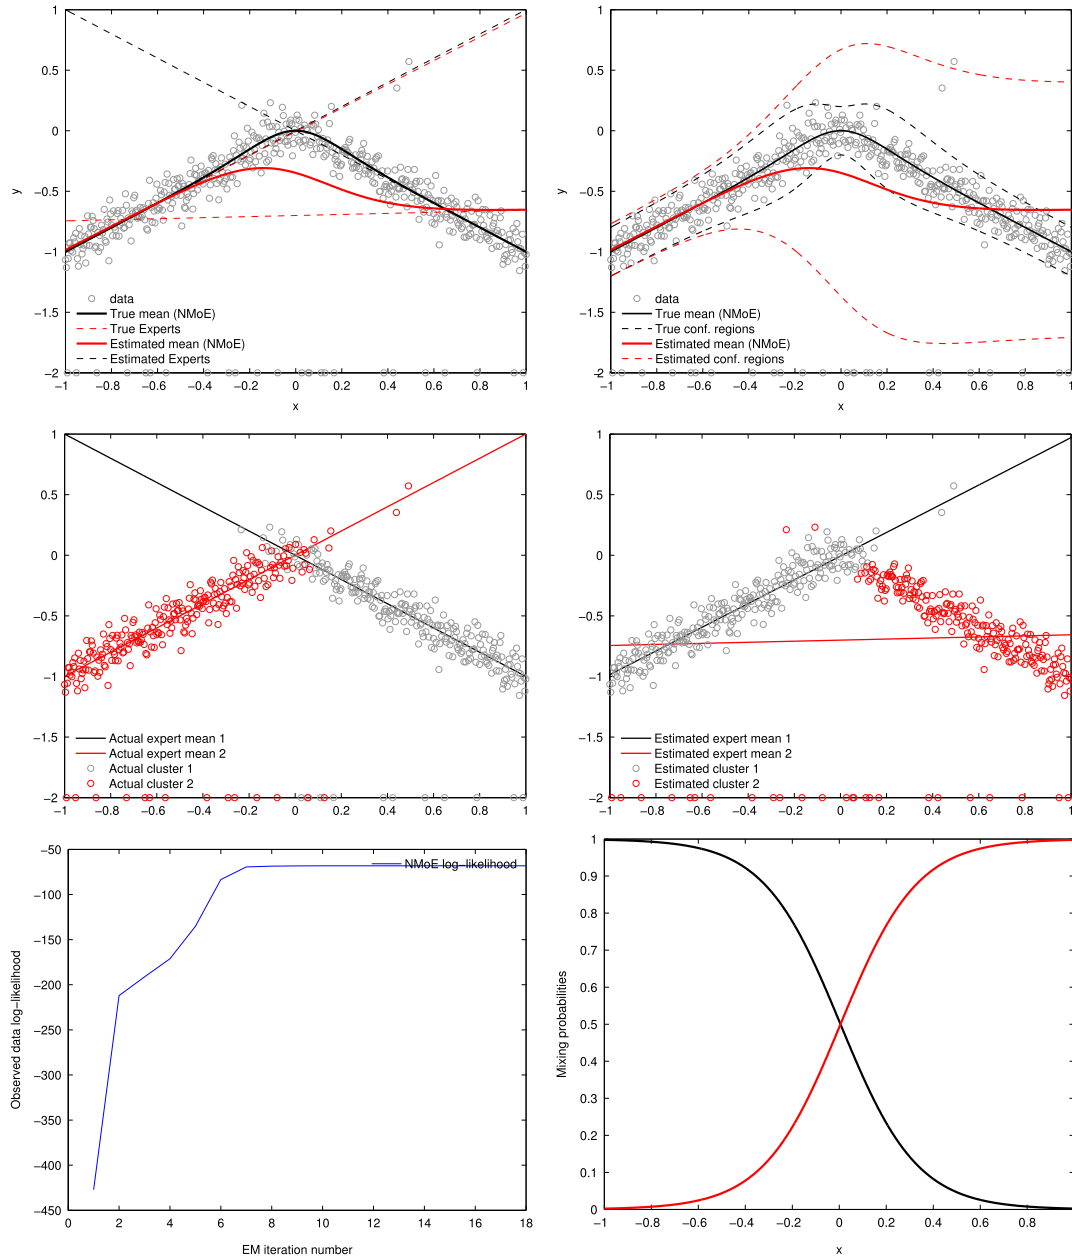 1
0.5
0
−0.5
−1
−1.5
−2
y
data
True mean (NMoE)
True Experts
Estimated mean (NMoE)
Estimated Experts
−1 −0.8 −0.6 −0.4 −0.2 0 0.2 0.4 0.6 0.8 1
x
1
0.5
0
−0.5
−1
−1.5
−2
y
data
True mean (NMoE)
True conf. regions
Estimated mean (NMoE)
Estimated conf. regions
−1 −0.8 −0.6 −0.4 −0.2 0 0.2 0.4 0.6 0.8 1
x
1
0.5
0
−0.5
−1
−1.5
−2
Actual expert mean 1
Actual expert mean 2
Actual cluster 1
Actual cluster 2
−1 −0.8 −0.6 −0.4 −0.2 0 0.2 0.4 0.6 0.8 1
1
0.5
0
−0.5
−1
−1.5
−2
Estimated expert mean 1
Estimated expert mean 2
Estimated cluster 1
Estimated cluster 2
−1 −0.8 −0.6 −0.4 −0.2 0 0.2 0.4 0.6 0.8 1
−50
−100
−150
−200
−250
−300
−350
−400
−450
Observed data log−likelihood
NMoE log−likelihood
0 2 4 6 8 10 12 14 16 18
EM iteration number
1
0.9
0.8
0.7
0.6
0.5
0.4
0.3
0.2
0.1
0
Mixing probabilities
−1 −0.8 −0.6 −0.4 −0.2 0 0.2 0.4 0.6 0.8 1
x